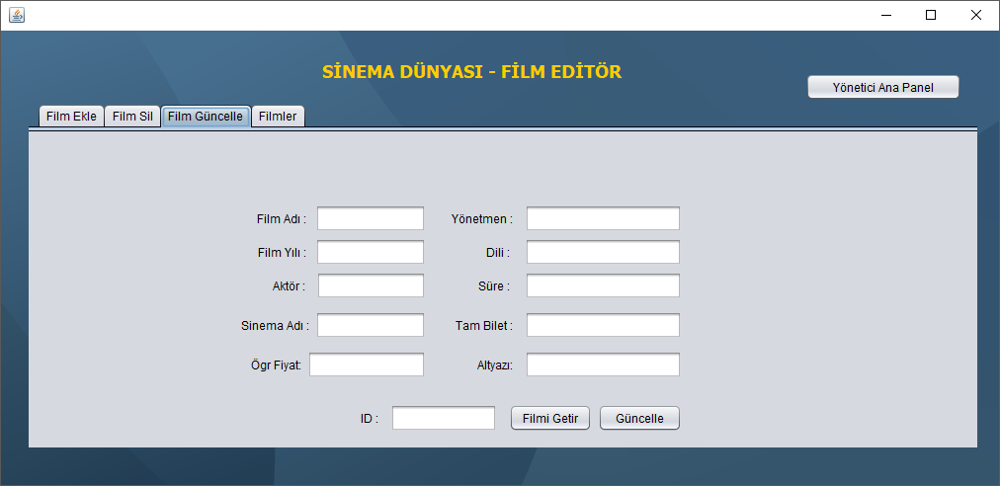 SİNEMA DÜNYASI - FİLM EDİTÖR
Yönetici Ana Panel
Film Ekle Film Sil Film Güncelle Filmler
Film Adı : Yönetmen :
Film Yılı : Dili :
Aktör : Süre :
Sinema Adı : Tam Bilet :
Ögr Fiyat: Altyazı:
ID : Filmi Getir Güncelle